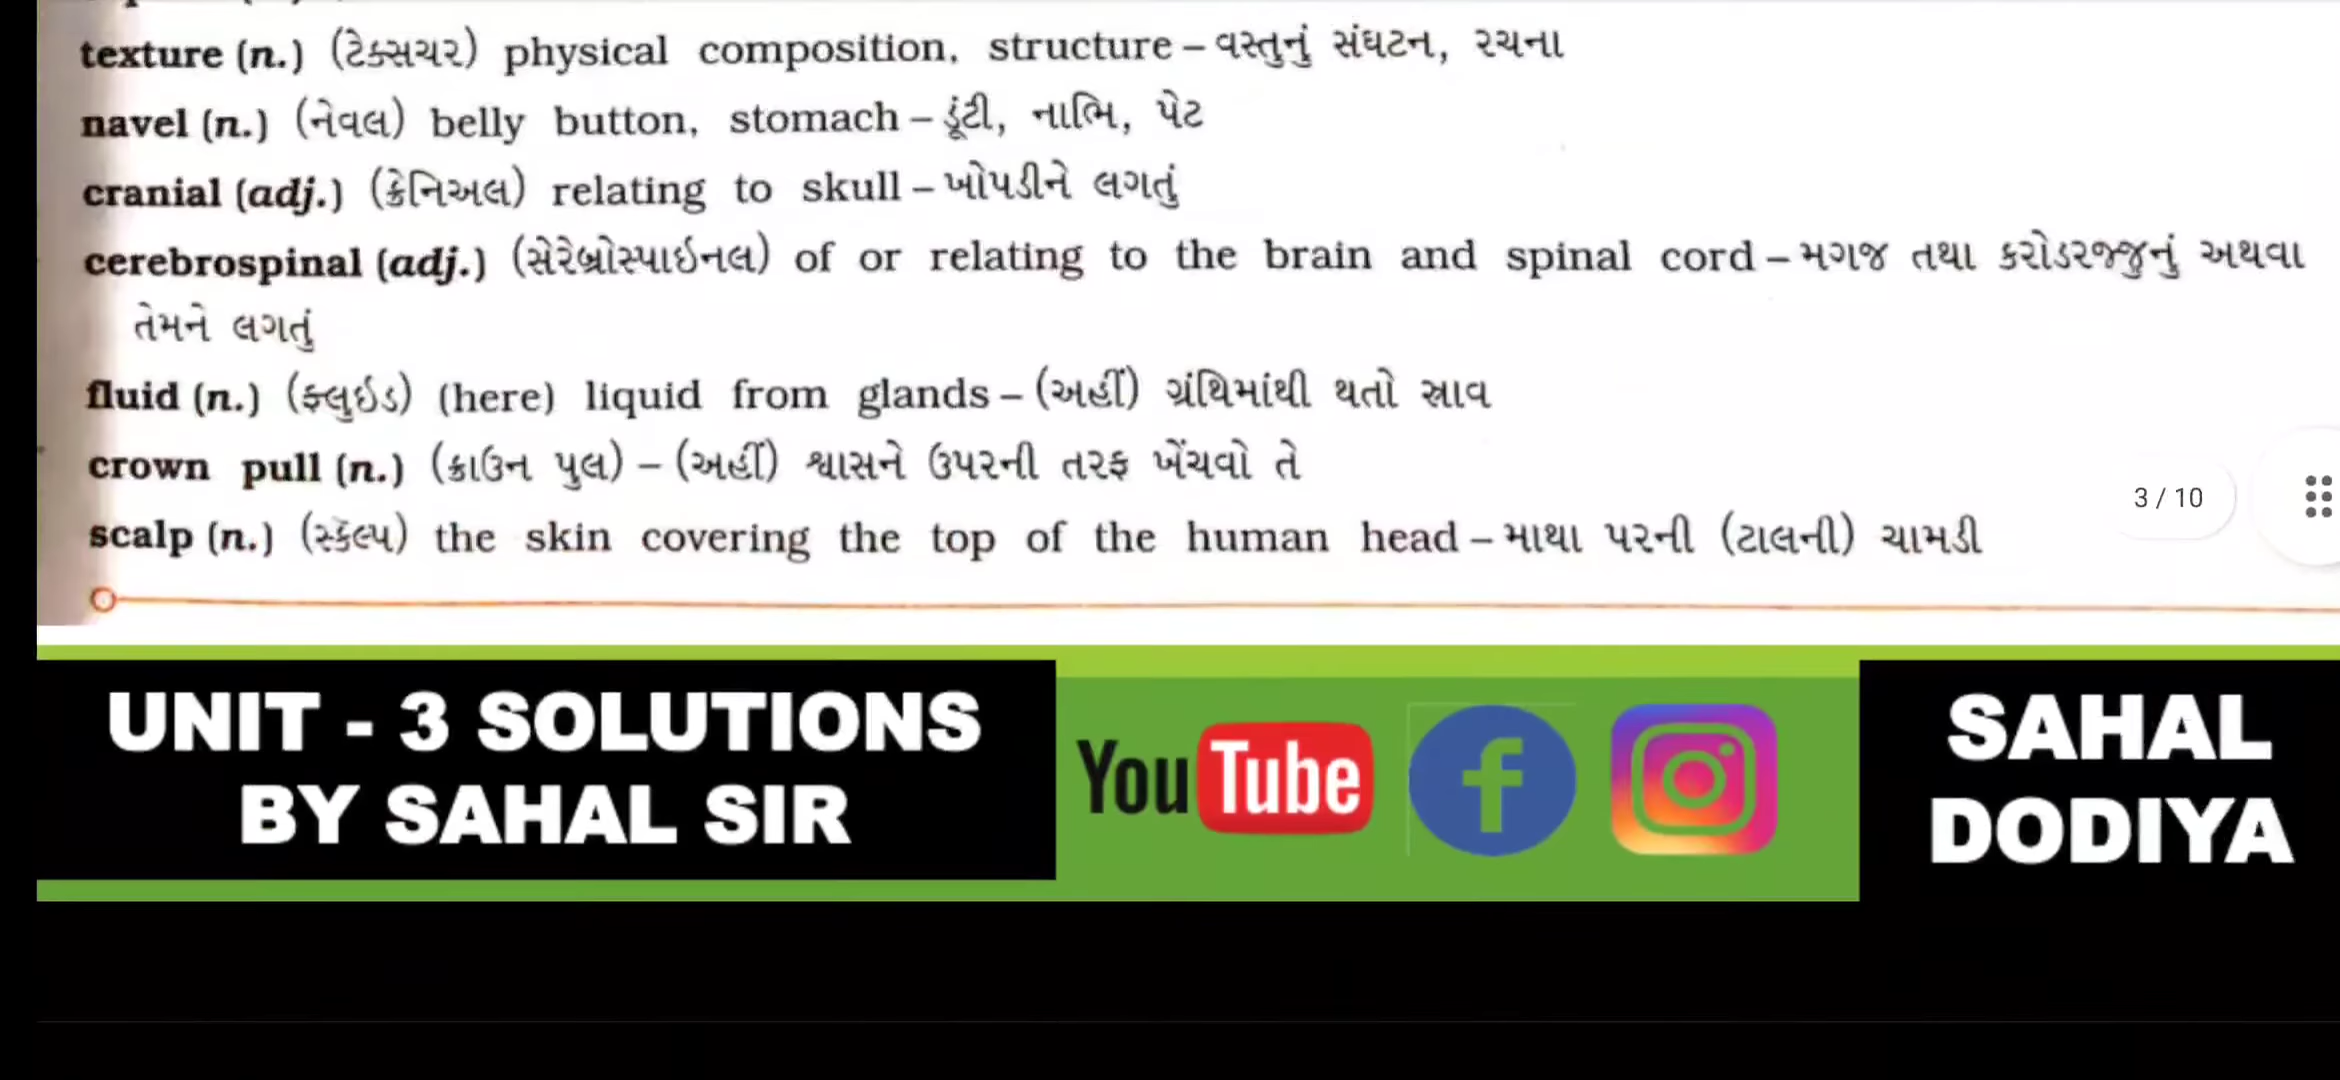 texture (n.) (ટેક્સચર) physical composition, structure – વસ્તુનું સંઘટન, રચના
navel (n.) (નેવલ) belly button, stomach – ડૂંટી, નાભિ, પેટ
cranial (adj.) (ક્રેનિઅલ) relating to skull – ખોપડીને લગતું
cerebrospinal (adj.) (સેરેબ્રોસ્પાઇનલ) of or relating to the brain and spinal cord – મગજ તથા કરોડરજ્જુનું અથવા
તેમને લગતું
fluid (n.) (ફ્લુઇડ) (here) liquid from glands – (અહીં) ગ્રંથિમાંથી થતો સ્રાવ
crown pull (n.) (ક્રાઉન પુલ) – (અહીં) શ્વાસને ઉપરની તરફ ખેંચવો તે
scalp (n.) (સ્કૅલ્પ) the skin covering the top of the human head – માથા પરની (ટાલની) ચામડી
3 / 10
UNIT - 3 SOLUTIONS
BY SAHAL SIR
YouTube
f
SAHAL
DODIYA